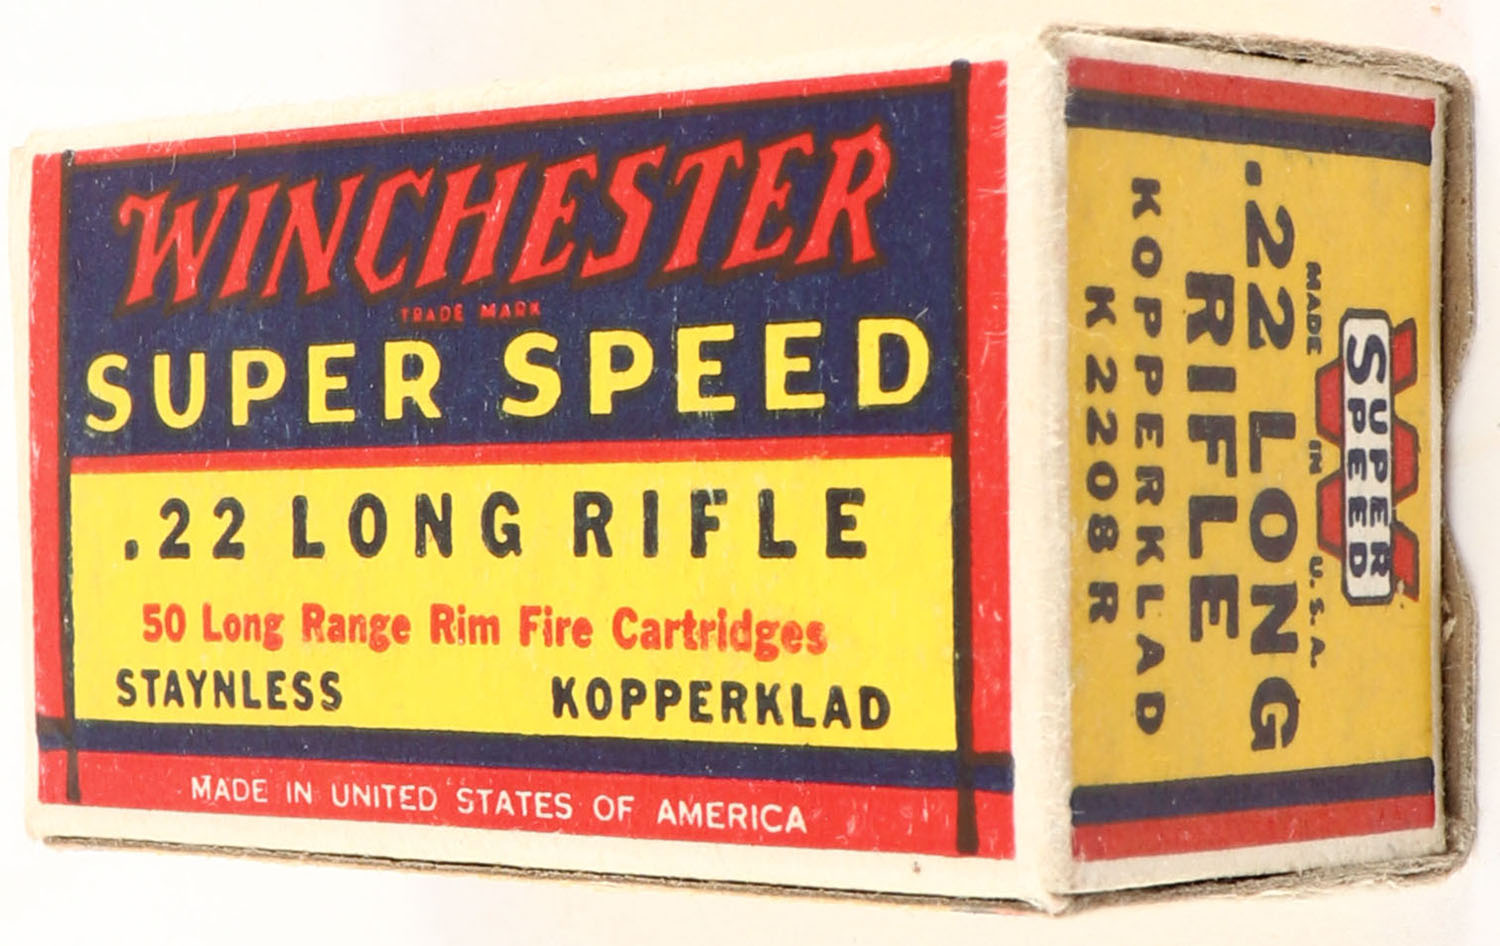 WINCHESTER
TRADE MARK
SUPER SPEED
.22 LONG RIFLE
50 Long Range Rim Fire Cartridges
STAYNLESS KOPPERKLAD
MADE IN UNITED STATES OF AMERICA
W
SUPER
SPEED
MADE IN U.S.A.
.22 LONG
RIFLE
KOPPERKLAD
K2208R